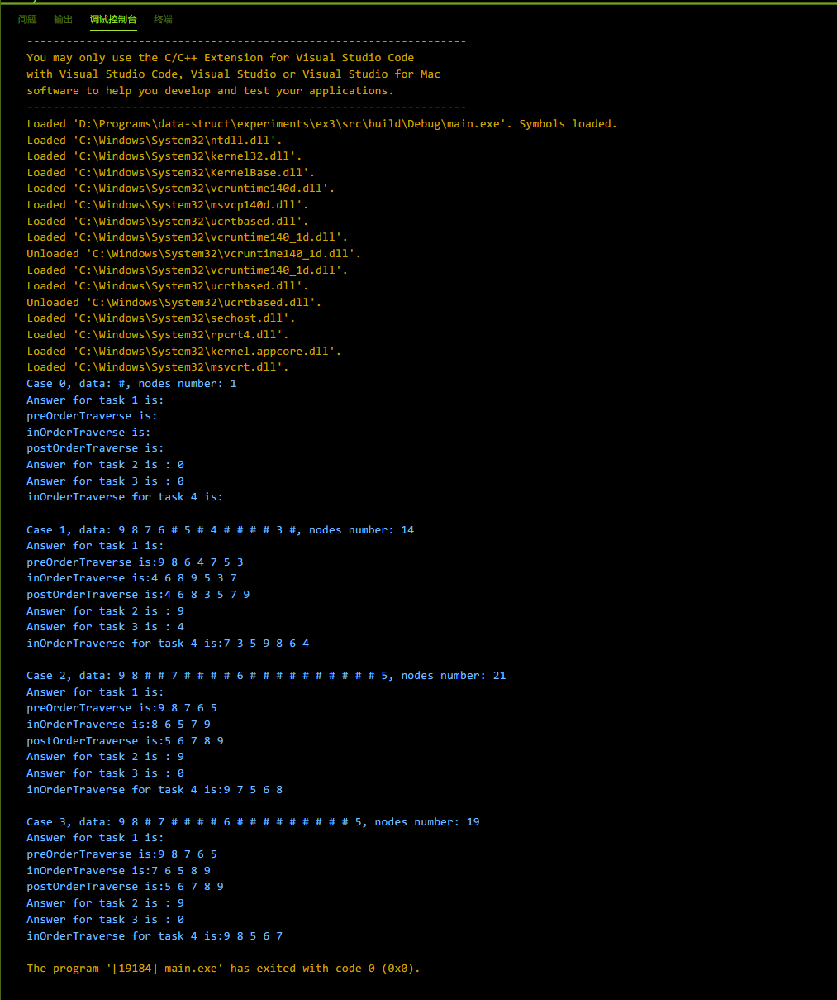 问题 输出 调试控制台 终端
-------------------------------------------------------------------
You may only use the C/C++ Extension for Visual Studio Code
with Visual Studio Code, Visual Studio or Visual Studio for Mac
software to help you develop and test your applications.
-------------------------------------------------------------------
Loaded 'D:\Programs\data-struct\experiments\ex3\src\build\Debug\main.exe'. Symbols loaded.
Loaded 'C:\Windows\System32\ntdll.dll'.
Loaded 'C:\Windows\System32\kernel32.dll'.
Loaded 'C:\Windows\System32\KernelBase.dll'.
Loaded 'C:\Windows\System32\vcruntime140d.dll'.
Loaded 'C:\Windows\System32\msvcp140d.dll'.
Loaded 'C:\Windows\System32\ucrtbased.dll'.
Loaded 'C:\Windows\System32\vcruntime140_1d.dll'.
Unloaded 'C:\Windows\System32\vcruntime140_1d.dll'.
Loaded 'C:\Windows\System32\vcruntime140_1d.dll'.
Loaded 'C:\Windows\System32\ucrtbased.dll'.
Unloaded 'C:\Windows\System32\ucrtbased.dll'.
Loaded 'C:\Windows\System32\sechost.dll'.
Loaded 'C:\Windows\System32\rpcrt4.dll'.
Loaded 'C:\Windows\System32\kernel.appcore.dll'.
Loaded 'C:\Windows\System32\msvcrt.dll'.
Case 0, data: #, nodes number: 1
Answer for task 1 is:
preOrderTraverse is:
inOrderTraverse is:
postOrderTraverse is:
Answer for task 2 is : 0
Answer for task 3 is : 0
inOrderTraverse for task 4 is:
Case 1, data: 9 8 7 6 # 5 # 4 # # # # 3 #, nodes number: 14
Answer for task 1 is:
preOrderTraverse is:9 8 6 4 7 5 3
inOrderTraverse is:4 6 8 9 5 3 7
postOrderTraverse is:4 6 8 3 5 7 9
Answer for task 2 is : 9
Answer for task 3 is : 4
inOrderTraverse for task 4 is:7 3 5 9 8 6 4
Case 2, data: 9 8 # # 7 # # # # 6 # # # # # # # # # # 5, nodes number: 21
Answer for task 1 is:
preOrderTraverse is:9 8 7 6 5
inOrderTraverse is:8 6 5 7 9
postOrderTraverse is:5 6 7 8 9
Answer for task 2 is : 9
Answer for task 3 is : 0
inOrderTraverse for task 4 is:9 7 5 6 8
Case 3, data: 9 8 # 7 # # # # 6 # # # # # # # # # 5, nodes number: 19
Answer for task 1 is:
preOrderTraverse is:9 8 7 6 5
inOrderTraverse is:7 6 5 8 9
postOrderTraverse is:5 6 7 8 9
Answer for task 2 is : 9
Answer for task 3 is : 0
inOrderTraverse for task 4 is:9 8 5 6 7
The program '[19184] main.exe' has exited with code 0 (0x0).